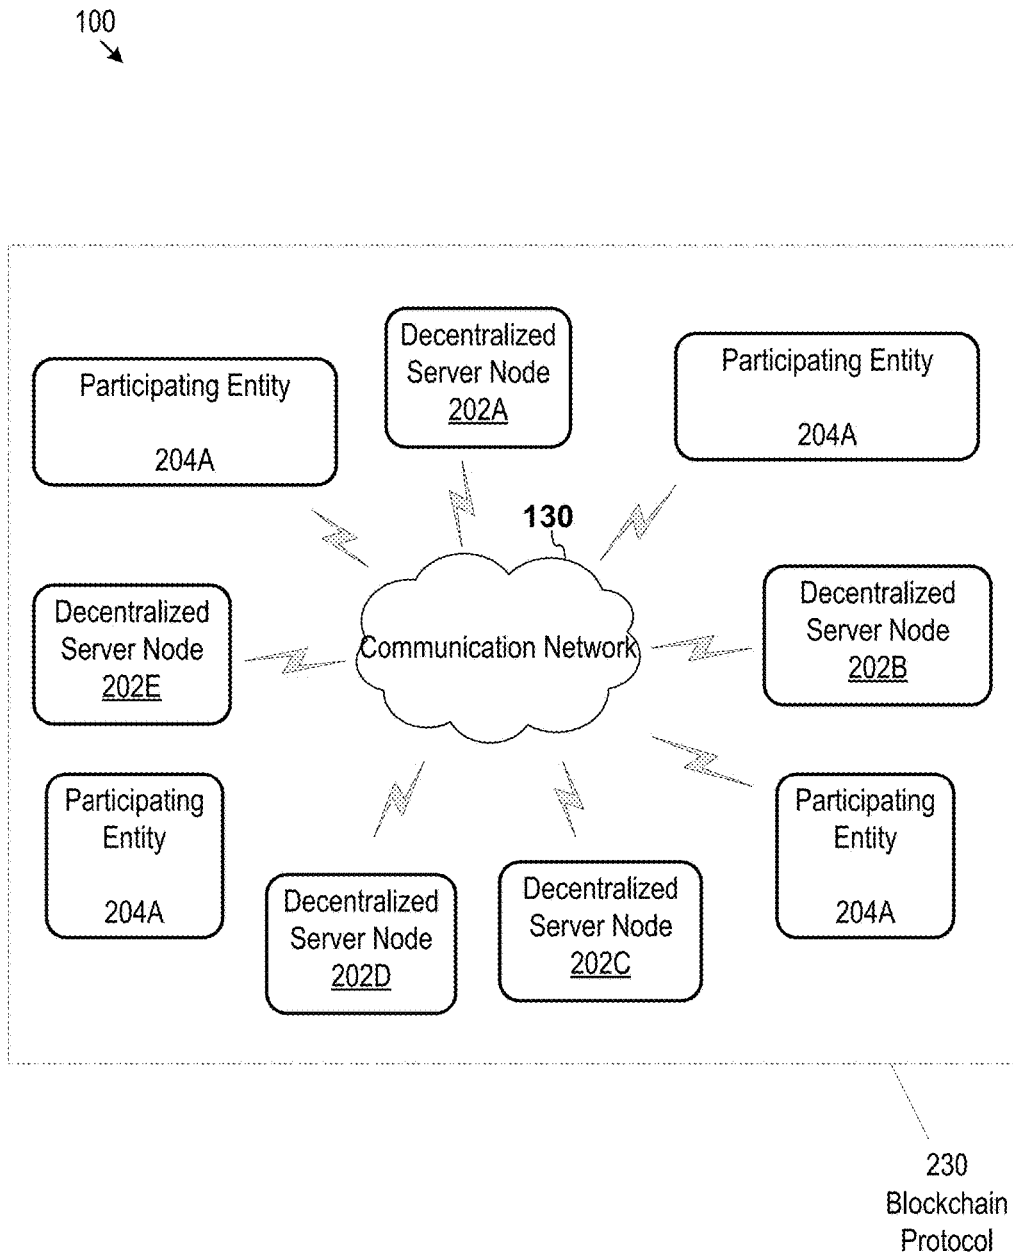 100
Decentralized
Server Node
202A
Participating Entity
204A
Participating Entity
204A
130
Decentralized
Server Node
202E
Communication Network
Decentralized
Server Node
202B
Participating
Entity
204A
Decentralized
Server Node
202D
Decentralized
Server Node
202C
Participating
Entity
204A
230
Blockchain
Protocol